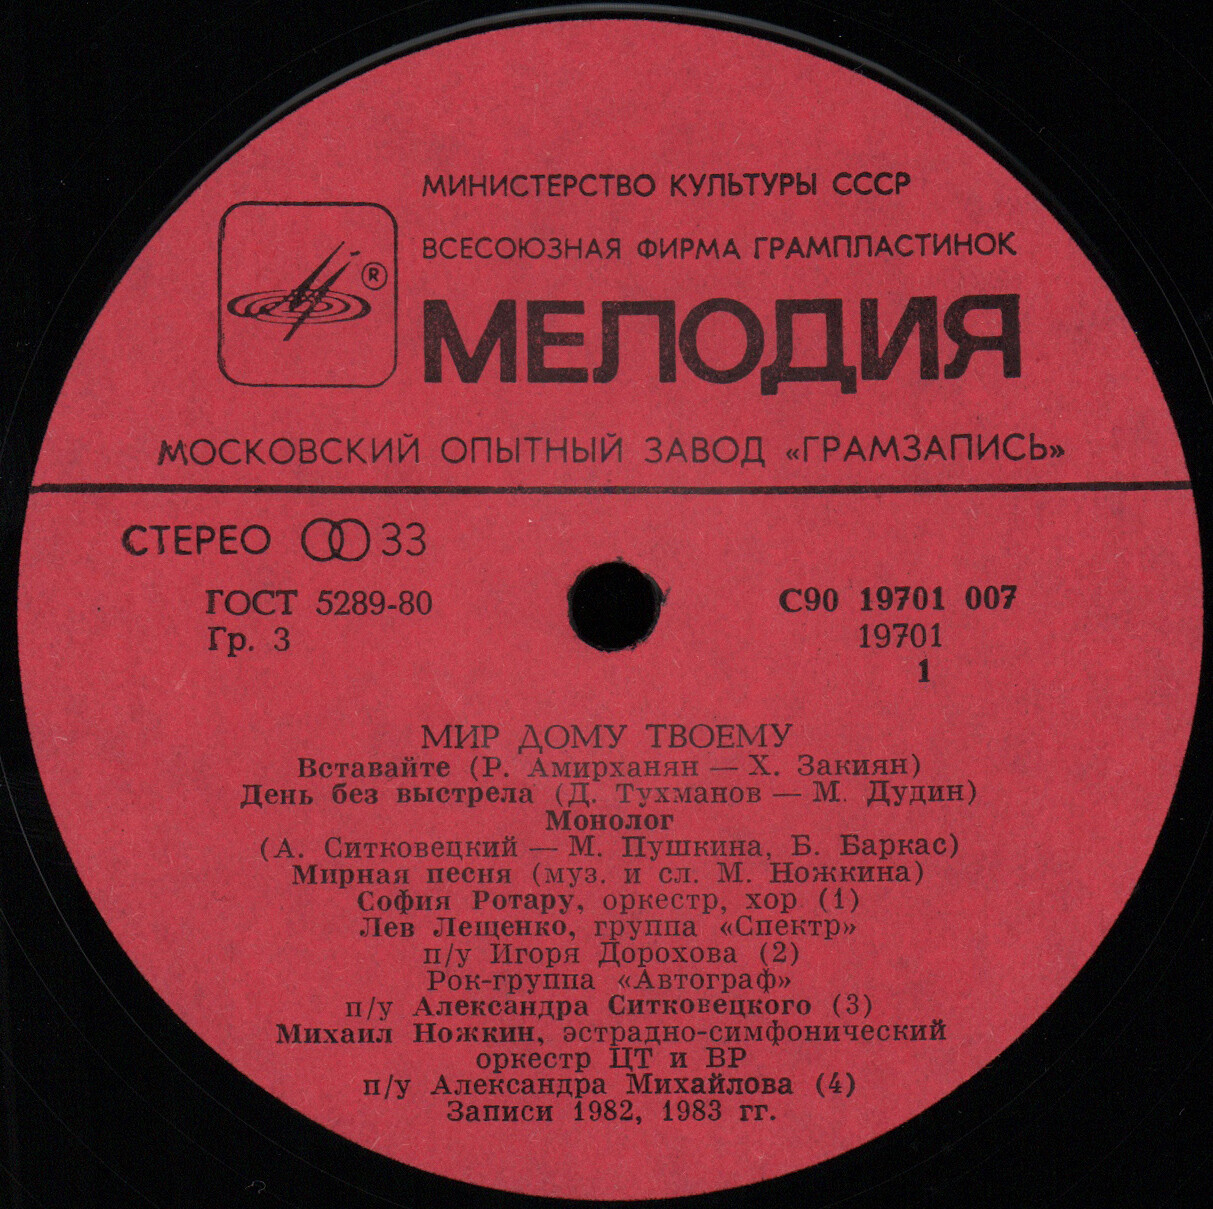 МИНИСТЕРСТВО КУЛЬТУРЫ СССР
ВСЕСОЮЗНАЯ ФИРМА ГРАМПЛАСТИНОК
®
МЕЛОДИЯ
МОСКОВСКИЙ ОПЫТНЫЙ ЗАВОД «ГРАМЗАПИСЬ»
СТЕРЕО 33
ГОСТ 5289-80
Гр. 3
С90 19701 007
19701
1
МИР ДОМУ ТВОЕМУ
Вставайте (Р. Амирханян — Х. Закиян)
День без выстрела (Д. Тухманов — М. Дудин)
Монолог
(А. Ситковецкий — М. Пушкина, Б. Баркас)
Мирная песня (муз. и сл. М. Ножкина)
София Ротару, оркестр, хор (1)
Лев Лещенко, группа «Спектр»
п/у Игоря Дорохова (2)
Рок-группа «Автограф»
п/у Александра Ситковецкого (3)
Михаил Ножкин, эстрадно-симфонический
оркестр ЦТ и ВР
п/у Александра Михайлова (4)
Записи 1982, 1983 гг.